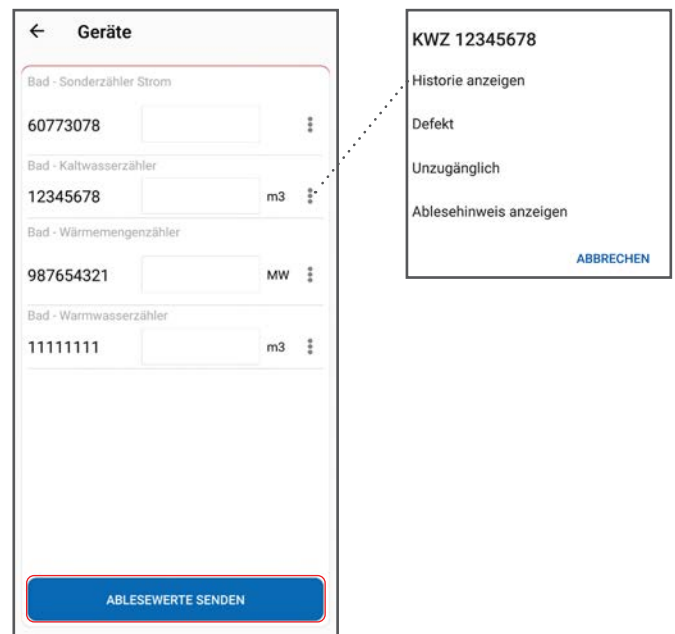 Geräte
Bad - Sonderzähler Strom
60773078
Bad - Kaltwasserzähler
12345678 m3
Bad - Wärmemengenzähler
987654321 MW
Bad - Warmwasserzähler
11111111 m3
ABLESEWERTE SENDEN
KWZ 12345678
Historie anzeigen
Defekt
Unzugänglich
Ablesehinweis anzeigen
ABBRECHEN